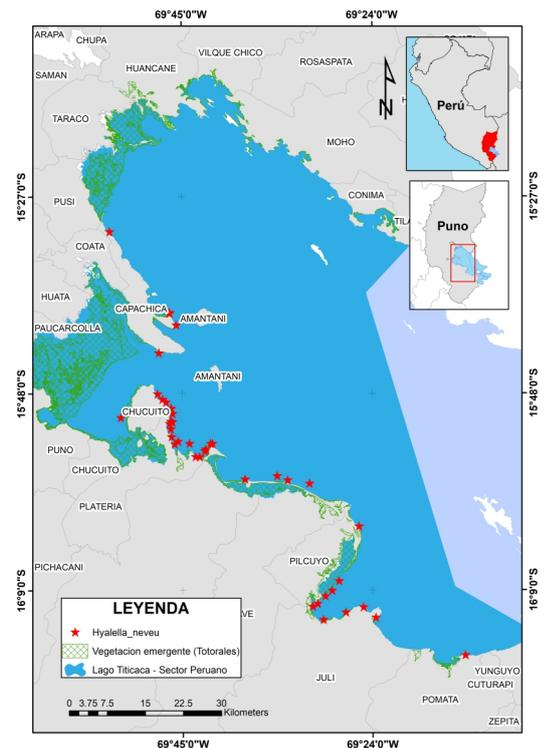 69°45'0"W
69°24'0"W
ARAPA
CHUPA
VILQUE CHICO
ROSASPATA
SAMAN
HUANCANE
N
Perú
TARACO
MOHO
CONIMA
15°27'0"S
15°27'0"S
PUSI
Puno
COATA
HUATA
CAPACHICA
AMANTANI
PAUCARCOLLA
AMANTANI
15°48'0"S
15°48'0"S
CHUCUITO
PUNO
CHUCUITO
PLATERIA
PICHACANI
PILCUYO
16°9'0"S
16°9'0"S
LEYENDA
Hyalella_neveu
Vegetacion emergente (Totorales)
Lago Titicaca - Sector Peruano
JULI
YUNGUYO
CUTURAPI
POMATA
ZEPITA
0 3.75 7.5 15 22.5 30
Kilometers
69°45'0"W
69°24'0"W